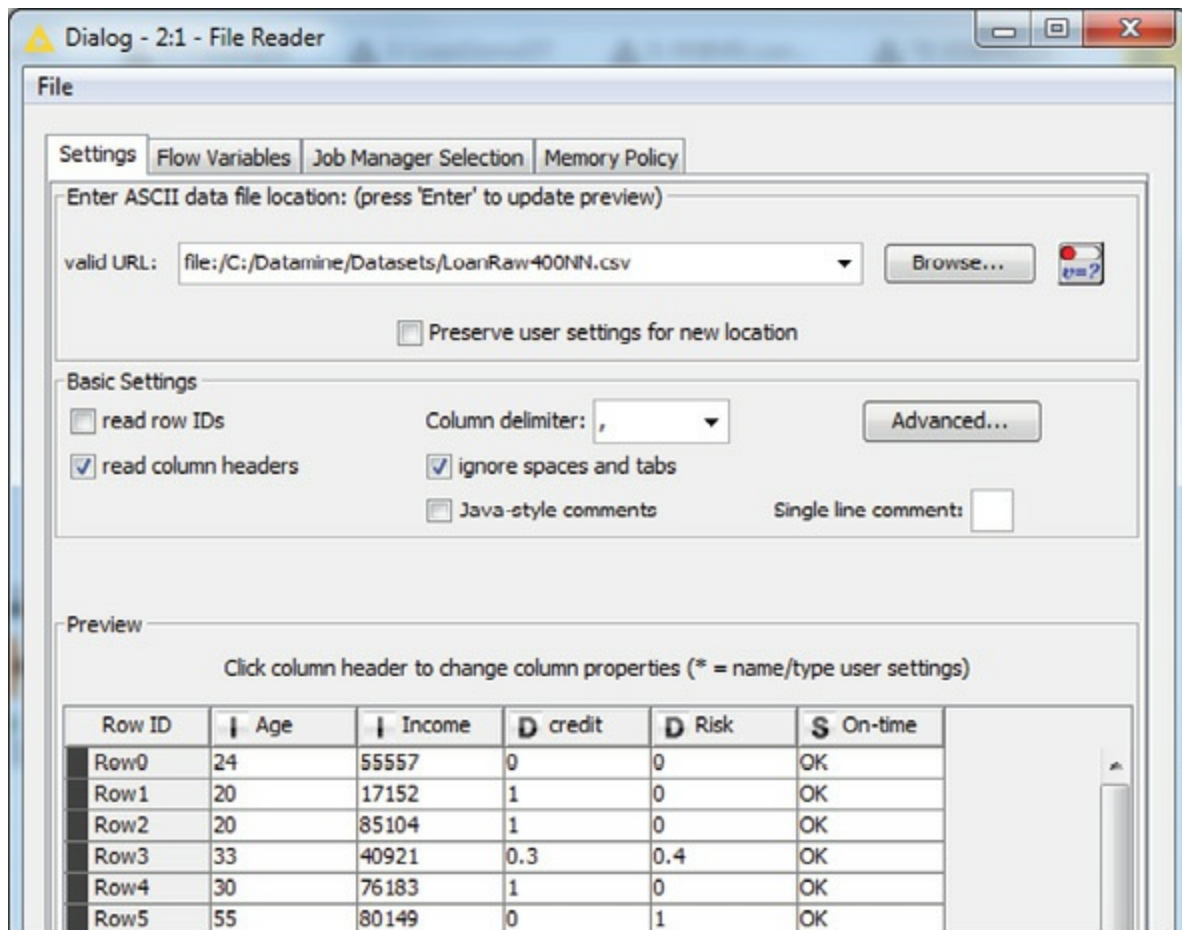 Dialog - 2:1 - File Reader
File
Settings Flow Variables Job Manager Selection Memory Policy
Enter ASCII data file location: (press 'Enter' to update preview)
valid URL: file:/C:/Datamine/Datasets/LoanRaw400NN.csv Browse... v=?
Preserve user settings for new location
Basic Settings
read row IDs Column delimiter: , Advanced...
read column headers ignore spaces and tabs
Java-style comments Single line comment:
Preview
Click column header to change column properties (* = name/type user settings)
Row ID I Age I Income D credit D Risk S On-time
Row0 24 55557 0 0 OK
Row1 20 17152 1 0 OK
Row2 20 85104 1 0 OK
Row3 33 40921 0.3 0.4 OK
Row4 30 76183 1 0 OK
Row5 55 80149 0 1 OK